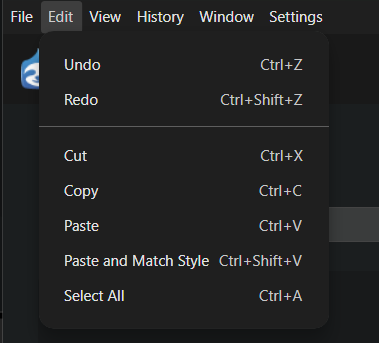 File Edit View History Window Settings
Undo Ctrl+Z
Redo Ctrl+Shift+Z
Cut Ctrl+X
Copy Ctrl+C
Paste Ctrl+V
Paste and Match Style Ctrl+Shift+V
Select All Ctrl+A